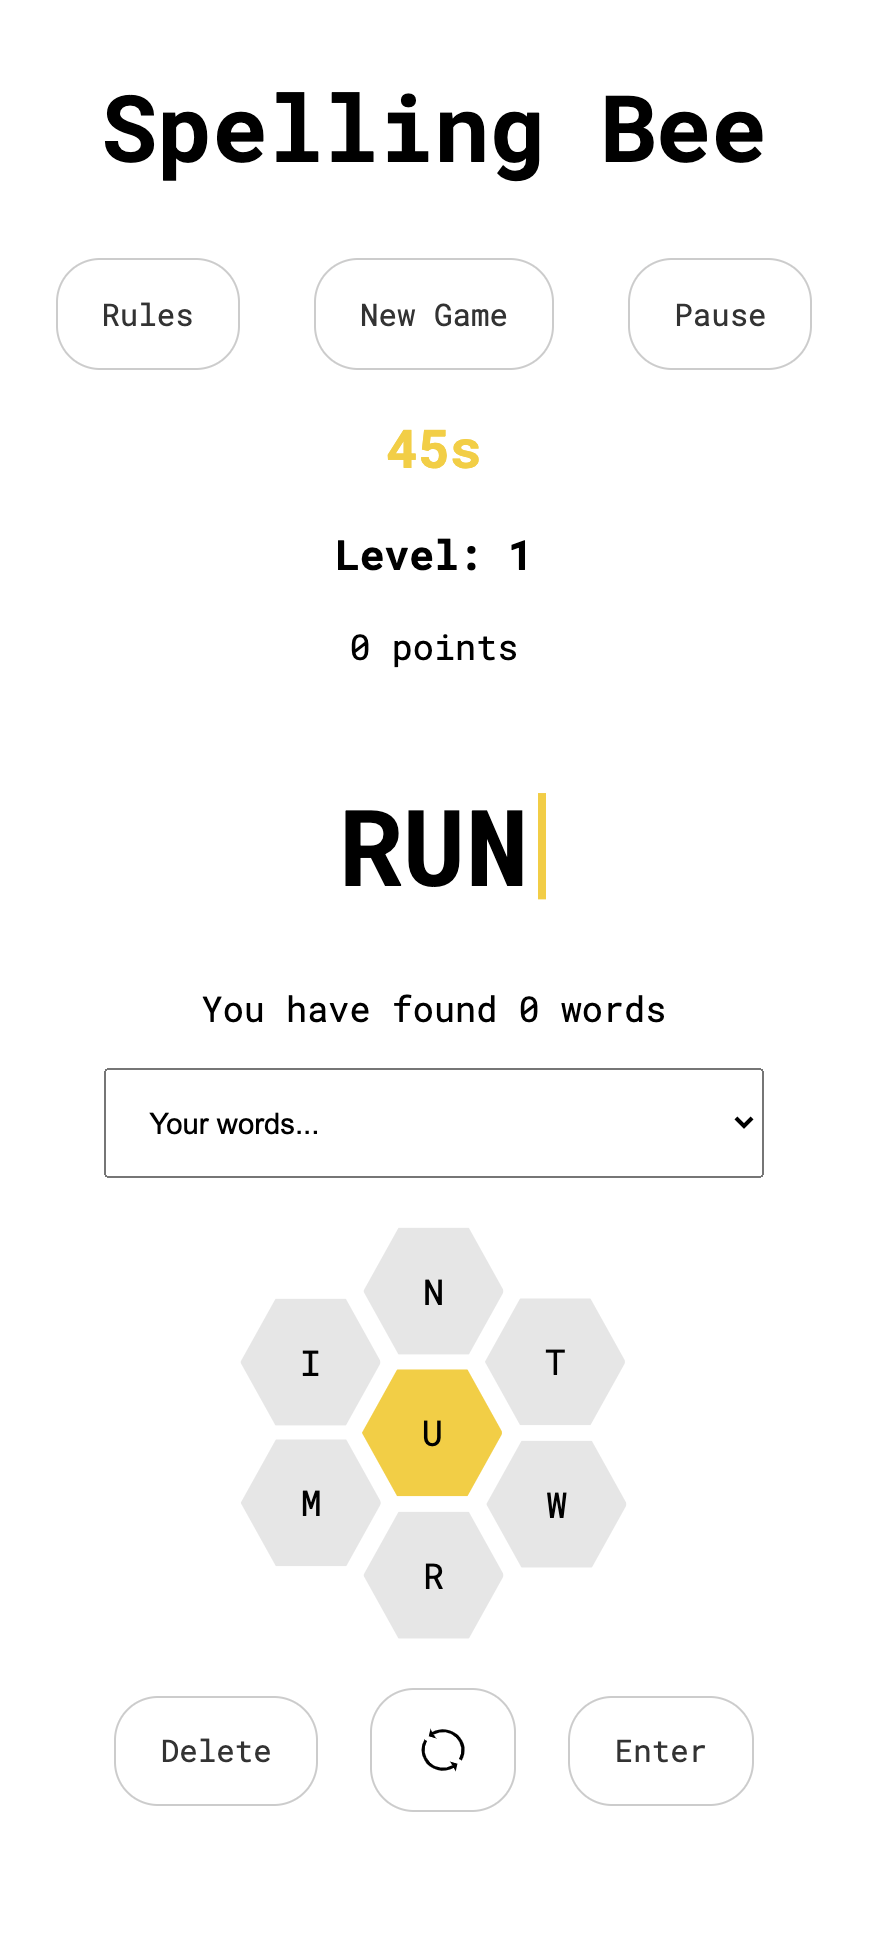 Spelling Bee
Rules New Game Pause
45s
Level: 1
0 points
RUN
You have found 0 words
Your words...
N
I T
U
M W
R
Delete Enter